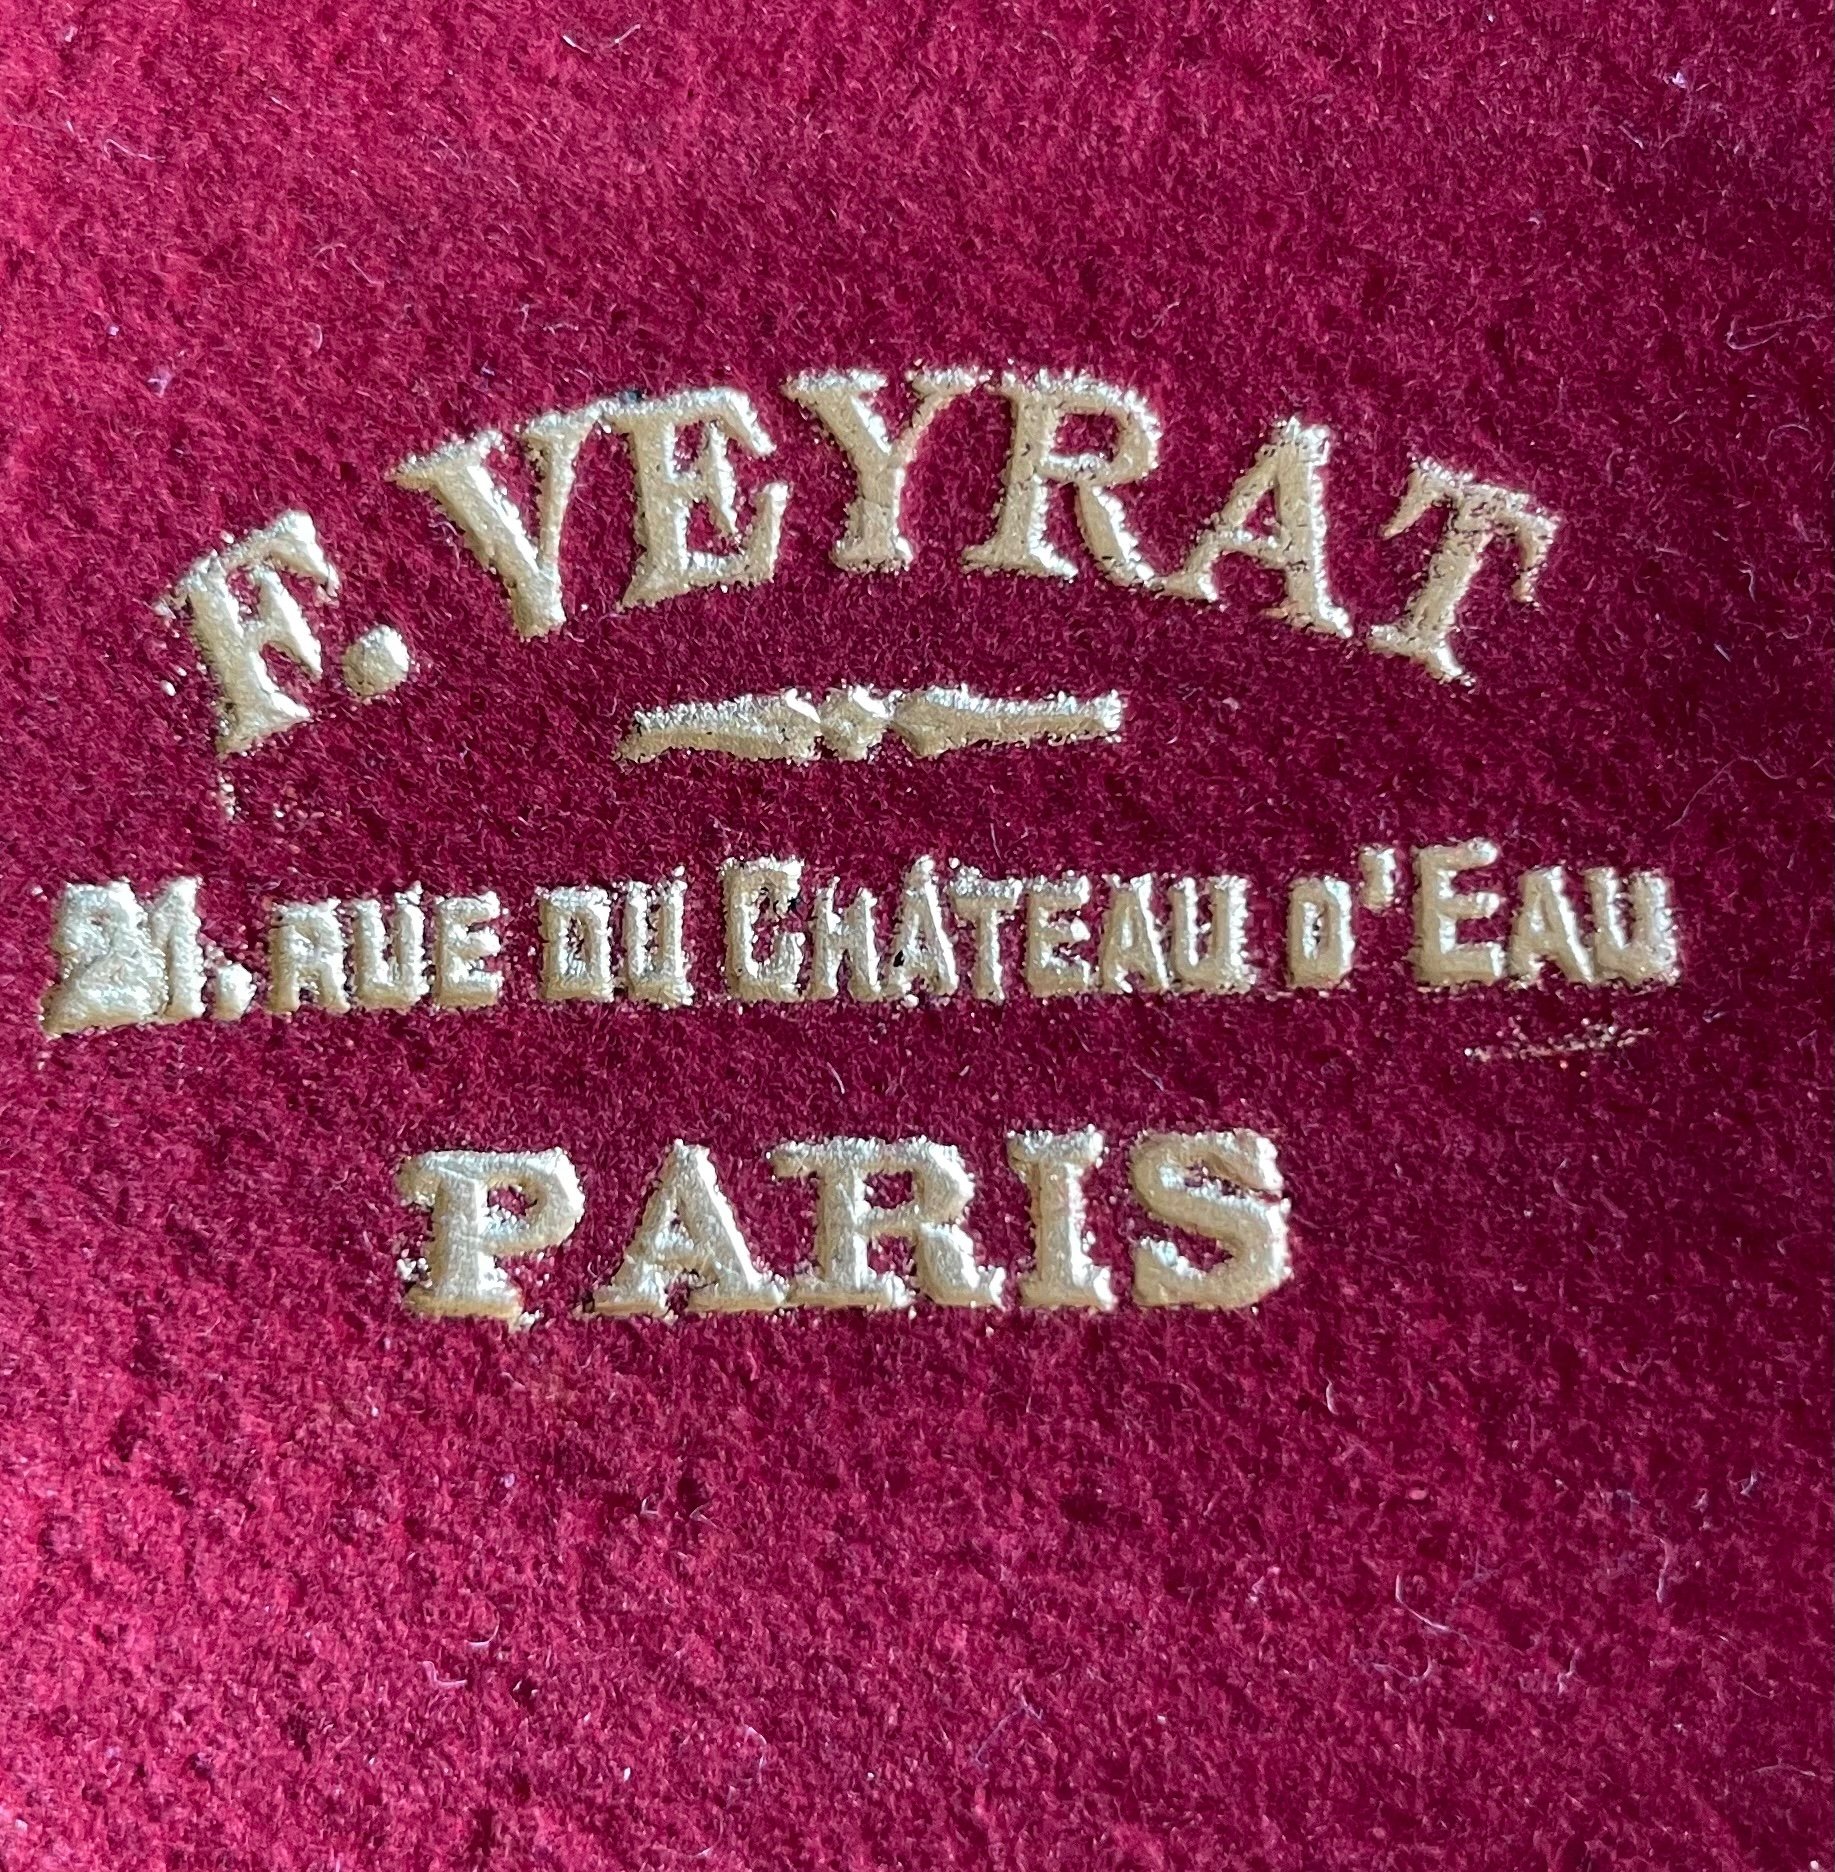 F. VEYRAT
21. RUE DU CHÂTEAU D'EAU
PARIS